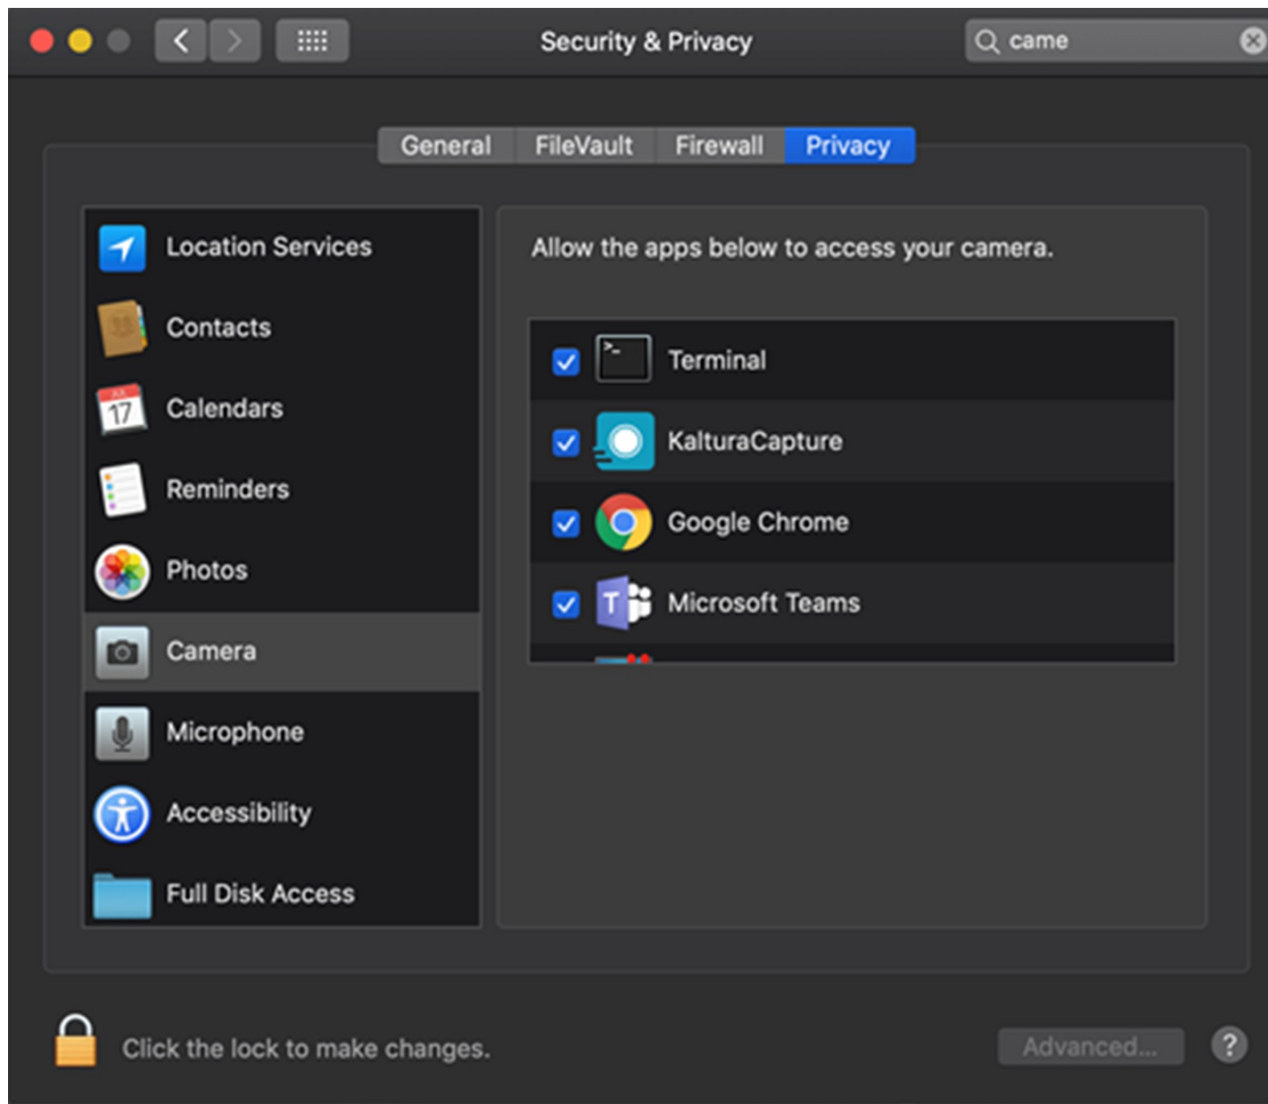 Security & Privacy
came
General FileVault Firewall Privacy
Location Services
Contacts
JUL
17
Calendars
Reminders
Photos
Camera
Microphone
Accessibility
Full Disk Access
Allow the apps below to access your camera.
>_
Terminal
KalturaCapture
Google Chrome
T
Microsoft Teams
Click the lock to make changes.
Advanced...
?